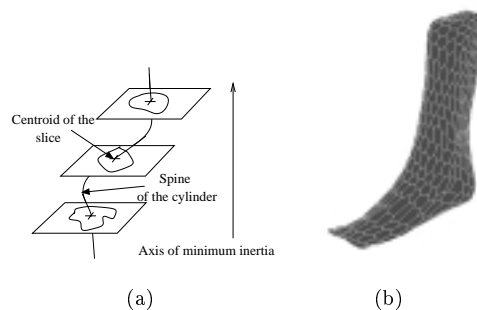 Centroid of the
slice
Spine
of the cylinder
Axis of minimum inertia
(a)
(b)